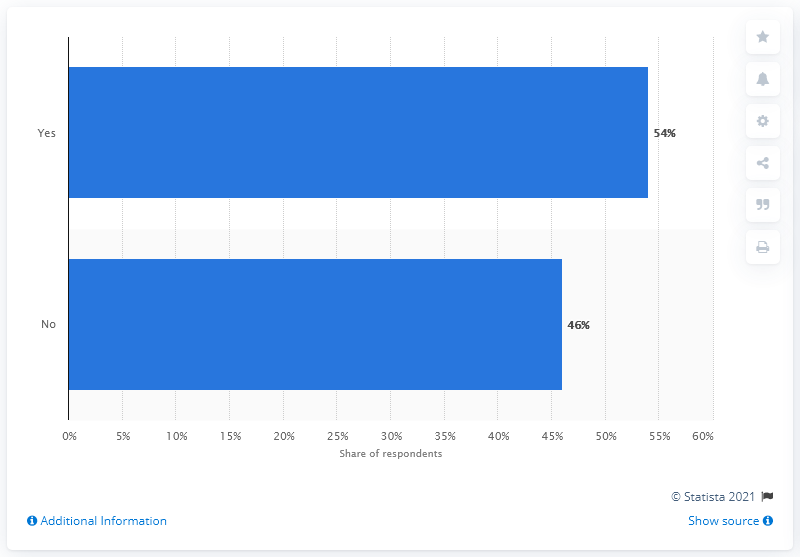 Yes
54%
No
46%
0% 5% 10% 15% 20% 25% 30% 35% 40% 45% 50% 55% 60%
Share of respondents
© Statista 2021
Additional Information
Show source